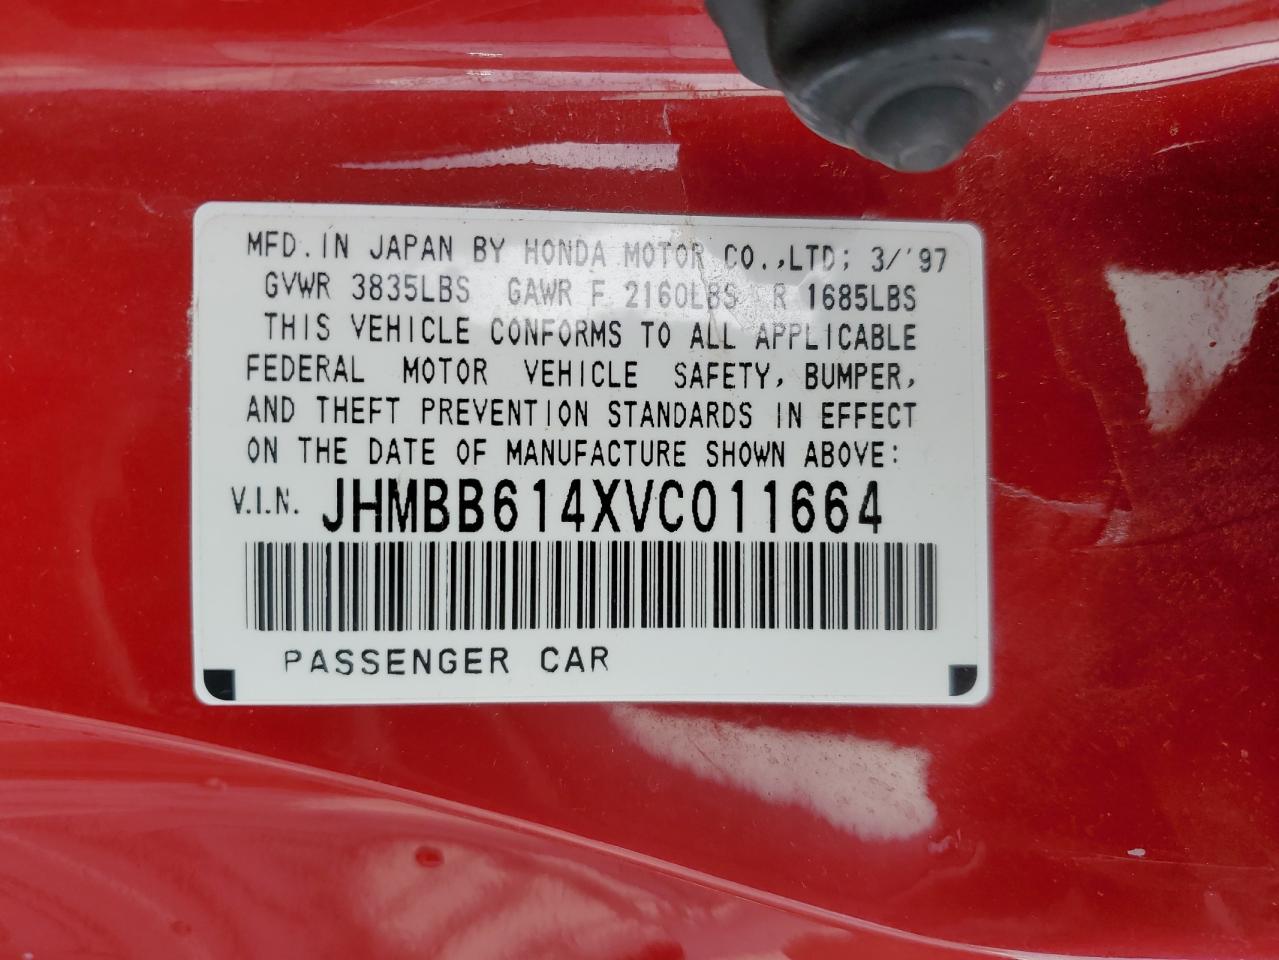 MFD. IN JAPAN BY HONDA MOTOR CO.,LTD; 3/'97
GVWR 3835LBS GAWR F 2160LBS R 1685LBS
THIS VEHICLE CONFORMS TO ALL APPLICABLE
FEDERAL MOTOR VEHICLE SAFETY, BUMPER,
AND THEFT PREVENTION STANDARDS IN EFFECT
ON THE DATE OF MANUFACTURE SHOWN ABOVE:
V.I.N. JHMBB614XVC011664
PASSENGER CAR